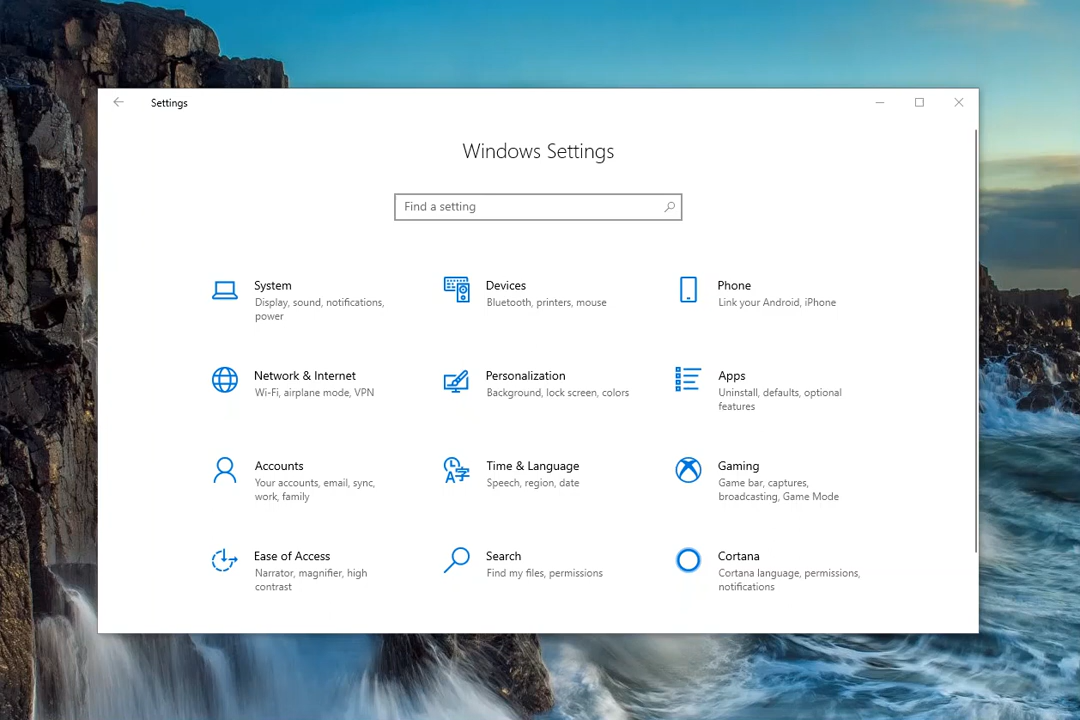 Settings
Windows Settings
Find a setting
System
Display, sound, notifications,
power
Devices
Bluetooth, printers, mouse
Phone
Link your Android, iPhone
Network & Internet
Wi-Fi, airplane mode, VPN
Personalization
Background, lock screen, colors
Apps
Uninstall, defaults, optional
features
Accounts
Your accounts, email, sync,
work, family
Time & Language
Speech, region, date
Gaming
Game bar, captures,
broadcasting, Game Mode
Ease of Access
Narrator, magnifier, high
contrast
Search
Find my files, permissions
Cortana
Cortana language, permissions,
notifications